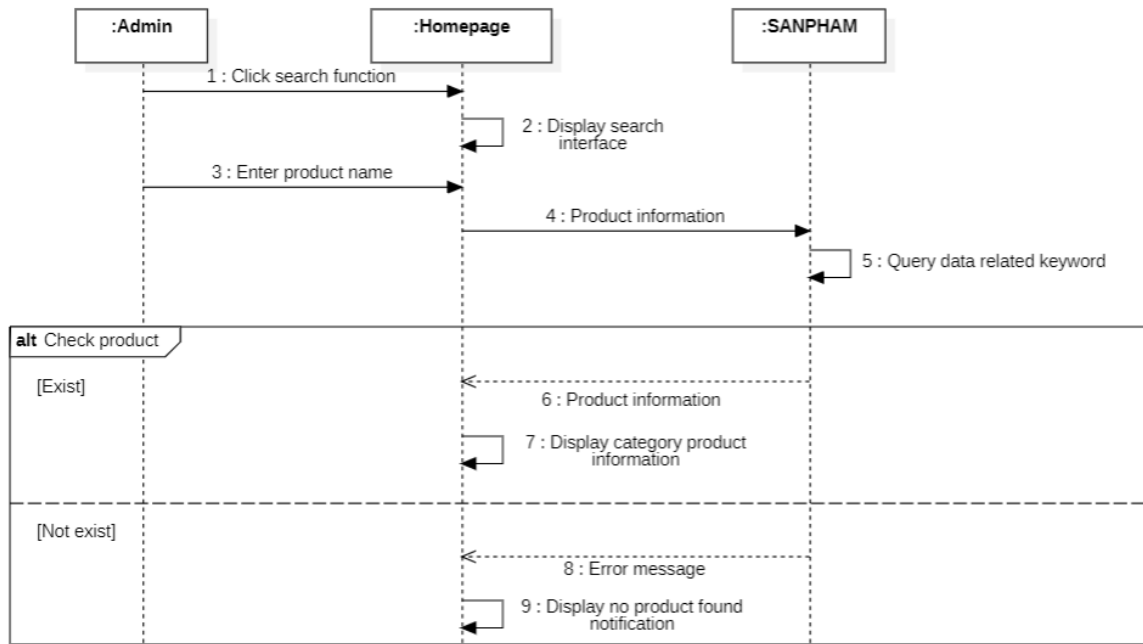 :Admin
:Homepage
:SANPHAM
1 : Click search function
2 : Display search
interface
3 : Enter product name
4 : Product information
5 : Query data related keyword
alt Check product
[Exist]
6 : Product information
7 : Display category product
information
[Not exist]
8 : Error message
9 : Display no product found
notification